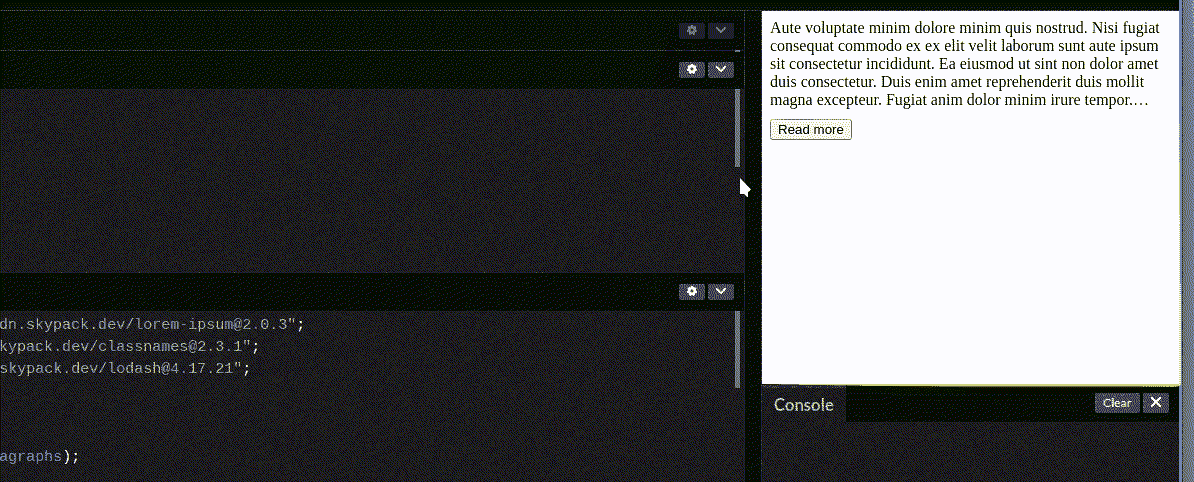 dn.skypack.dev/lorem-ipsum@2.0.3";
kypack.dev/classnames@2.3.1";
skypack.dev/lodash@4.17.21";
agraphs);
Aute voluptate minim dolore minim quis nostrud. Nisi fugiat
consequat commodo ex ex elit velit laborum sunt aute ipsum
sit consectetur incididunt. Ea eiusmod ut sint non dolor amet
duis consectetur. Duis enim amet reprehenderit duis mollit
magna excepteur. Fugiat anim dolor minim irure tempor.…
Read more
Console
Clear